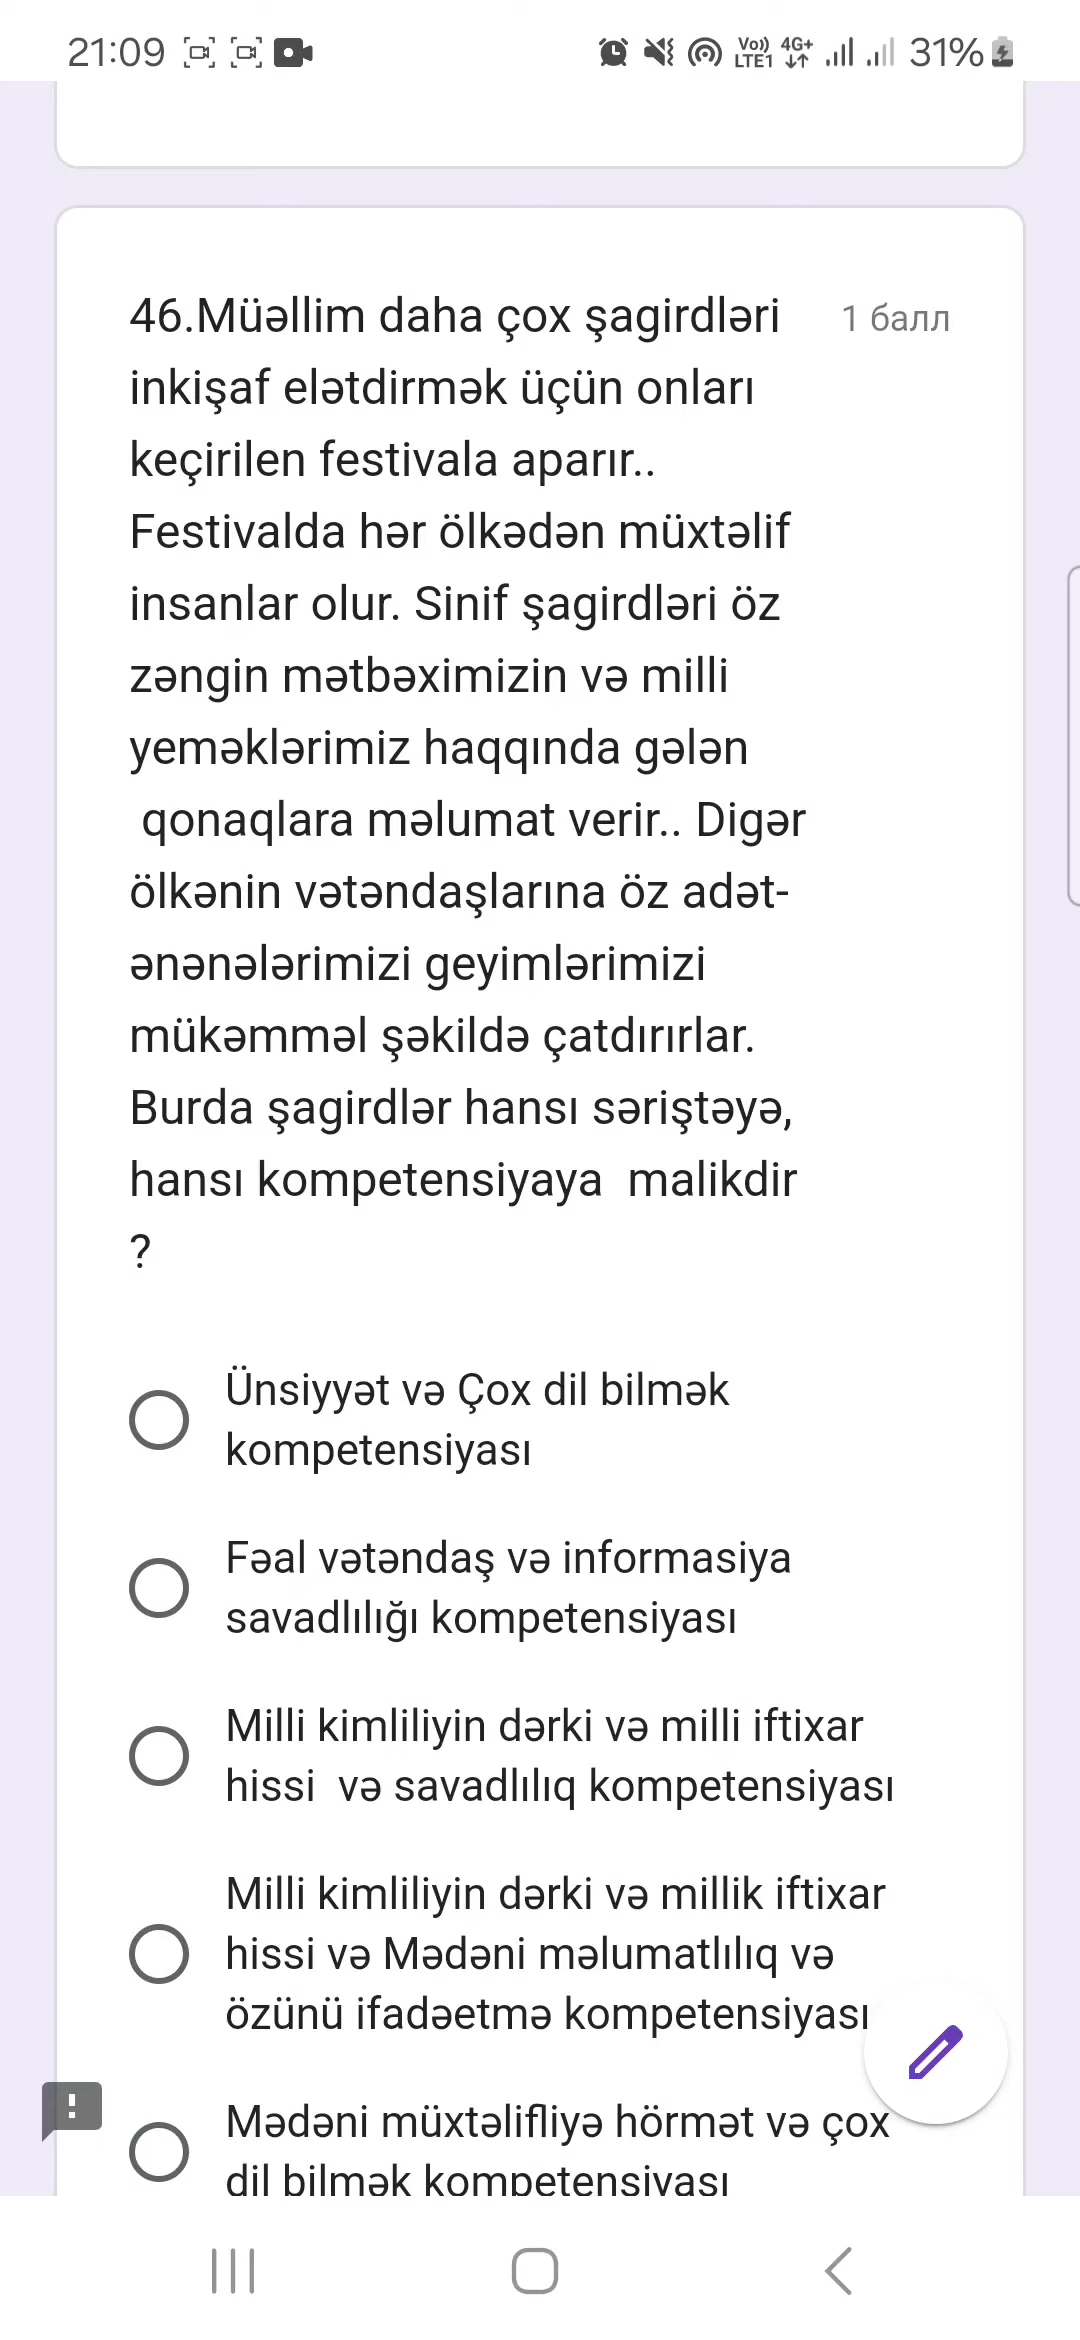 21:09
Vo)) LTE1 4G+ 31%
46.Müəllim daha çox şagirdləri
1 балл
inkişaf elətdirmək üçün onları
keçirilen festivala aparır..
Festivalda hər ölkədən müxtəlif
insanlar olur. Sinif şagirdləri öz
zəngin mətbəximizin və milli
yeməklərimiz haqqında gələn
qonaqlara məlumat verir.. Digər
ölkənin vətəndaşlarına öz adət-
ənənələrimizi geyimlərimizi
mükəmməl şəkildə çatdırırlar.
Burda şagirdlər hansı səriştəyə,
hansı kompetensiyaya  malikdir
?
Ünsiyyət və Çox dil bilmək
kompetensiyası
Fəal vətəndaş və informasiya
savadlılığı kompetensiyası
Milli kimliliyin dərki və milli iftixar
hissi  və savadlılıq kompetensiyası
Milli kimliliyin dərki və millik iftixar
hissi və Mədəni məlumatlılıq və
özünü ifadəetmə kompetensiyası
Mədəni müxtəlifliyə hörmət və çox
dil bilmək kompetensiyası